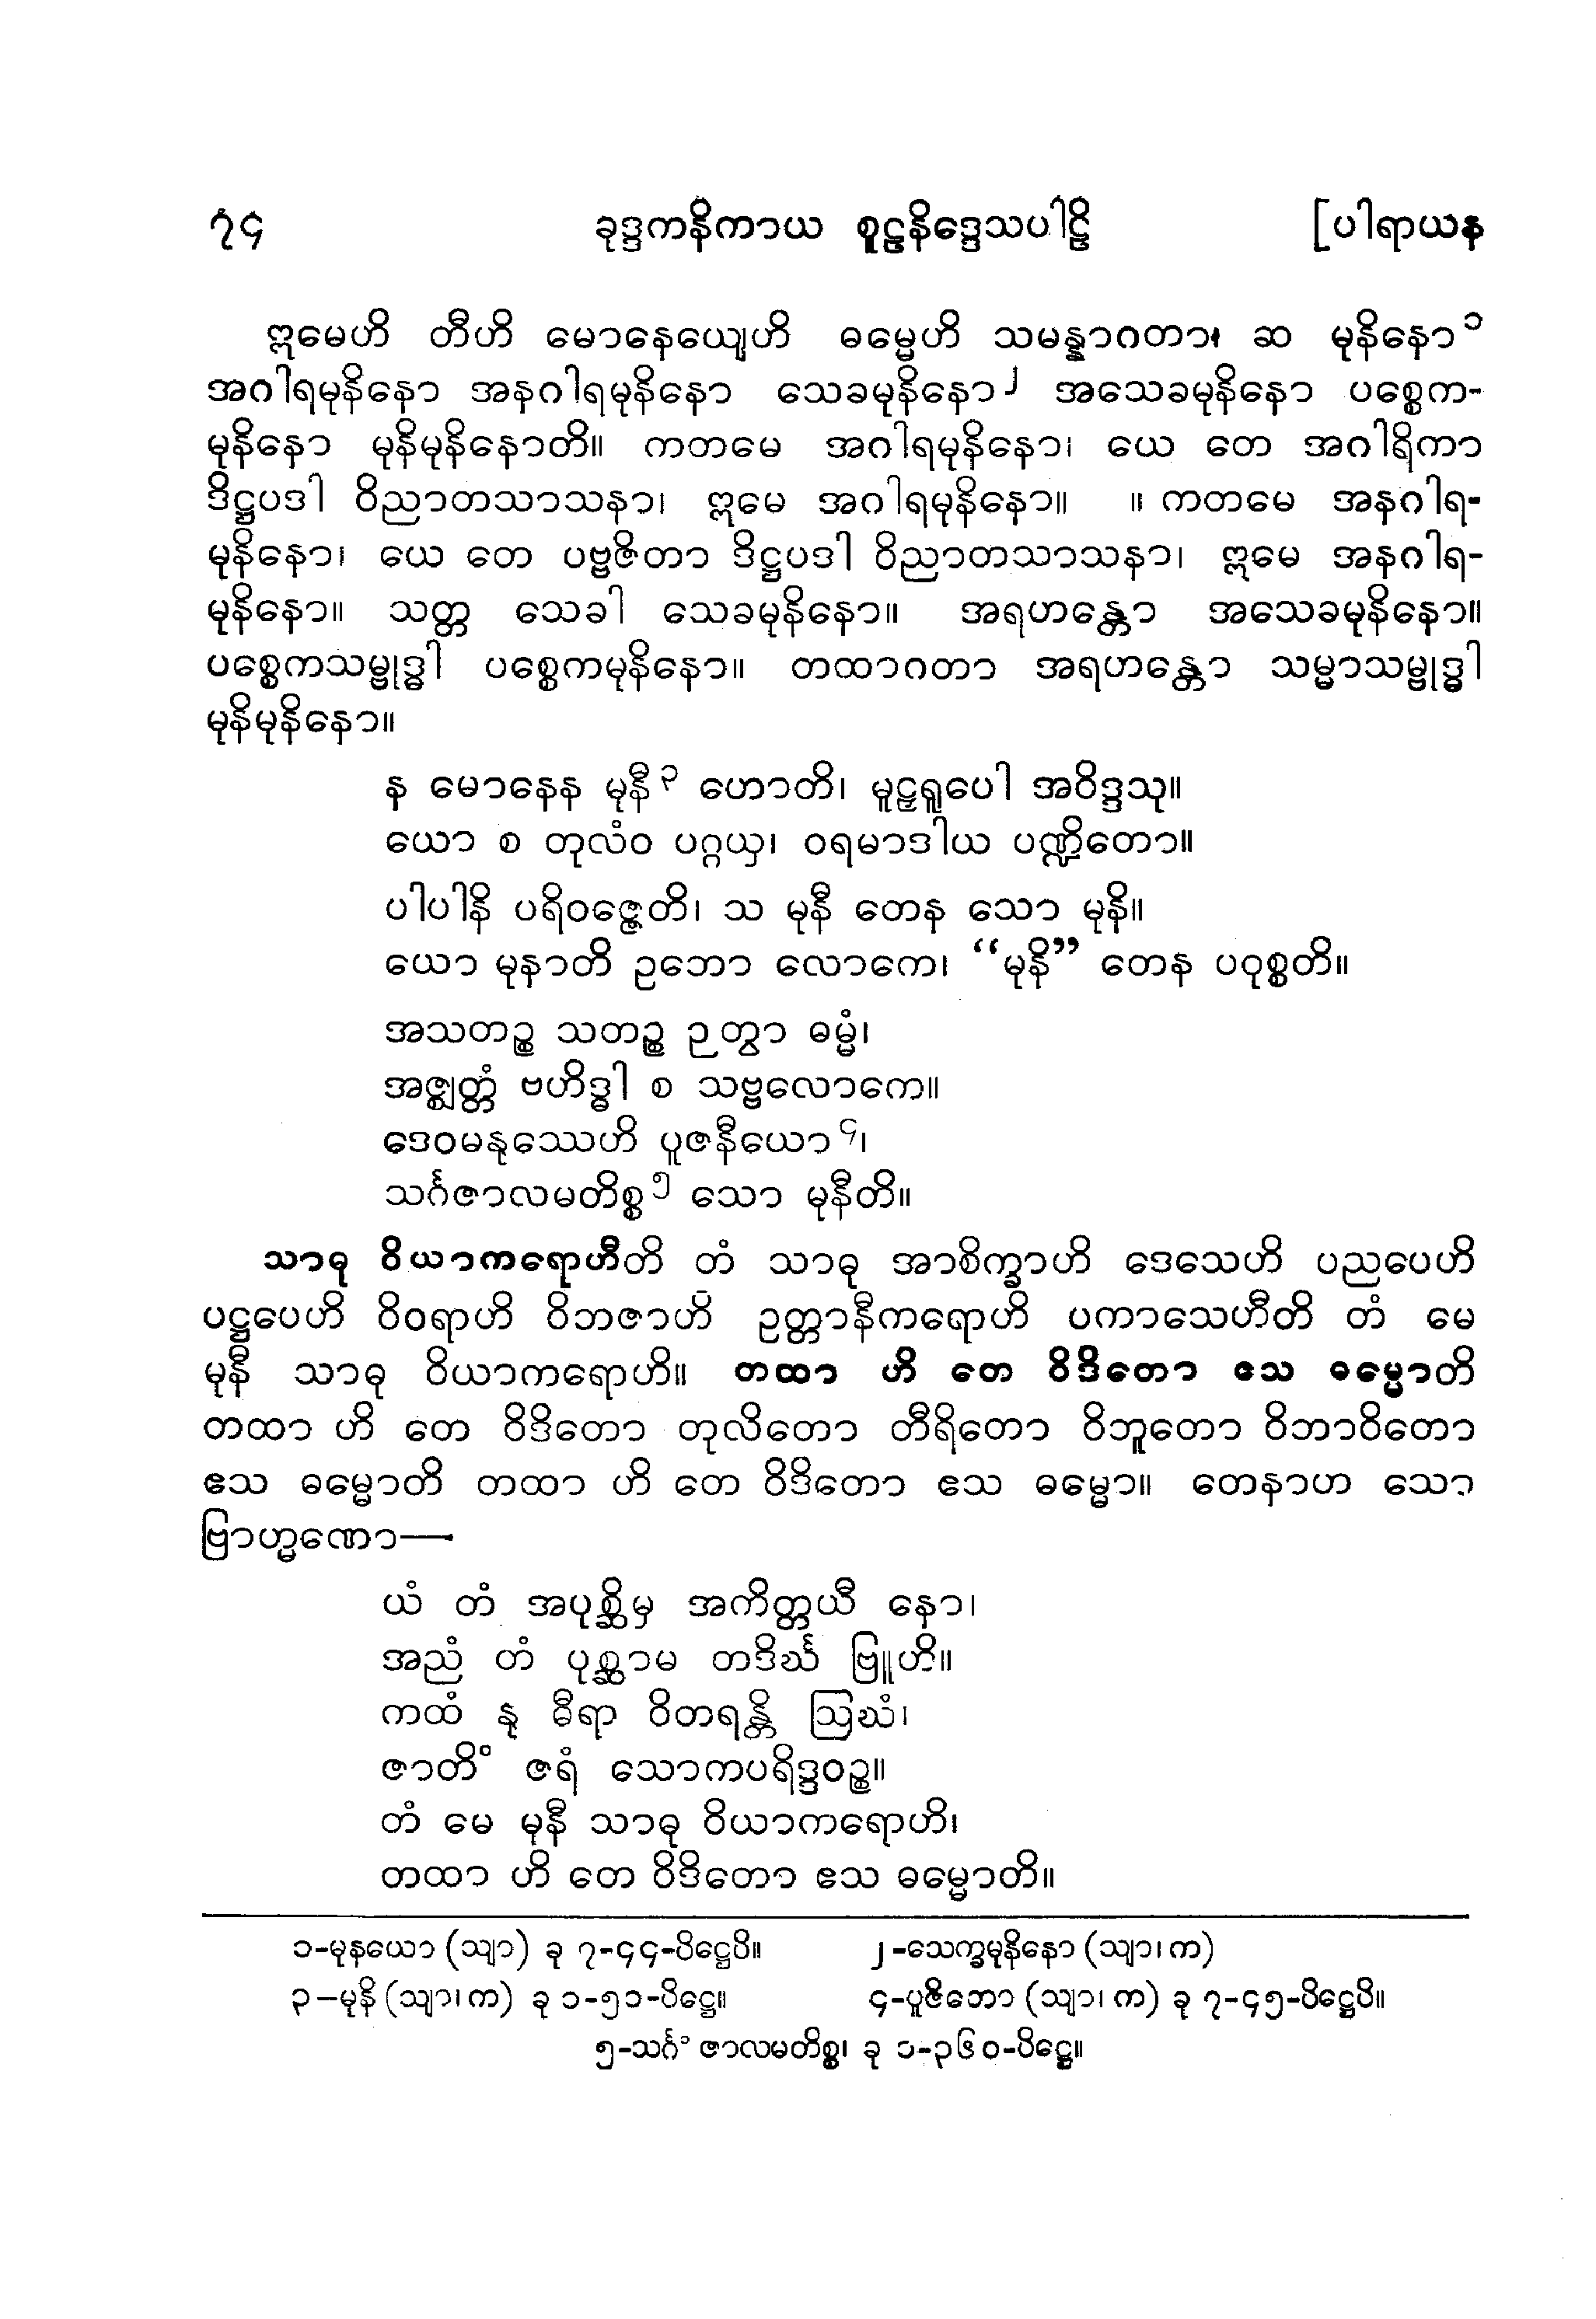 ၇၄ ခုဒ္ဒကနိကာယ စူဠနိဒ္ဒေသပါဠိ [ပါရာယန
ဣမေဟိ တီဟိ မောနေယျေဟိ ဓမ္မေဟိ သမန္နာဂတာ၊ ဆ မုနိနော၁
အဂါရမုနိနော အနဂါရမုနိနော သေခမုနိနော၂ အသေခမုနိနော ပစ္စေက-
မုနိနော မုနိမုနိနောတိ။ ကတမေ အဂါရမုနိနော၊ ယေ တေ အဂါရိကာ
ဒိဋ္ဌပဒါ ဝိညာတသာသနာ၊ ဣမေ အဂါရမုနိနော။ ။ ကတမေ အနဂါရ-
မုနိနော၊ ယေ တေ ပဗ္ဗဇိတာ ဒိဋ္ဌပဒါ ဝိညာတသာသနာ၊ ဣမေ အနဂါရ-
မုနိနော။ သတ္တ သေခါ သေခမုနိနော။ အရဟန္တော အသေခမုနိနော။
ပစ္စေကသမ္ဗုဒ္ဓါ ပစ္စေကမုနိနော။ တထာဂတာ အရဟန္တော သမ္မာသမ္ဗုဒ္ဓါ
မုနိမုနိနော။
န မောနေန မုနီ၃ ဟောတိ၊ မူဠှရူပေါ အဝိဒ္ဒသု။
ယော စ တုလံဝ ပဂ္ဂယှ၊ ဝရမာဒါယ ပဏ္ဍိတော။
ပါပါနိ ပရိဝဇ္ဇေတိ၊ သ မုနီ တေန သော မုနိ။
ယော မုနာတိ ဥဘော လောကေ၊ “မုနိ” တေန ပဝုစ္စတိ။
အသတဉ္စ သတဉ္စ ဉတွာ ဓမ္မံ၊
အဇ္ဈတ္တံ ဗဟိဒ္ဓါ စ သဗ္ဗလောကေ။
ဒေဝမနုဿေဟိ ပူဇနီယော၄၊
သင်္ဂဇာလမတိစ္စ၅ သော မုနီတိ။
သာဓု ဝိယာကရောဟီတိ တံ သာဓု အာစိက္ခာဟိ ဒေသေဟိ ပညပေဟိ
ပဋ္ဌပေဟိ ဝိဝရာဟိ ဝိဘဇာဟိ ဥတ္တာနီကရောဟိ ပကာသေဟီတိ တံ မေ
မုနီ သာဓု ဝိယာကရောဟိ။ တထာ ဟိ တေ ဝိဒိတော ဧသ ဓမ္မောတိ
တထာ ဟိ တေ ဝိဒိတော တုလိတော တီရိတော ဝိဘူတော ဝိဘာဝိတော
ဧသ ဓမ္မောတိ တထာ ဟိ တေ ဝိဒိတော ဧသ ဓမ္မော။ တေနာဟ သော
ဗြာဟ္မဏော—
ယံ တံ အပုစ္ဆိမှ အကိတ္တယီ နော၊
အညံ တံ ပုစ္ဆာမ တဒိင်္ဃ ဗြူဟိ။
ကထံ နု ဓီရာ ဝိတရန္တိ ဩဃံ၊
ဇာတိံ ဇရံ သောကပရိဒ္ဒဝဉ္စ။
တံ မေ မုနီ သာဓု ဝိယာကရောဟိ၊
တထာ ဟိ တေ ဝိဒိတော ဧသ ဓမ္မောတိ။
၁-မုနယော (သျာ) ခု ၇-၄၄-ပိဋ္ဌေပိ။ ၂-သေက္ခမုနိနော (သျာ၊ က)
၃-မုနိ (သျာ၊ က) ခု ၁-၅၁-ပိဋ္ဌေ။ ၄-ပူဇိတော (သျာ၊ က) ခု ၇-၄၅-ပိဋ္ဌေပိ။
၅-သင်္ဂံ ဇာလမတိစ္စ၊ ခု ၁-၃၆၀-ပိဋ္ဌေ။